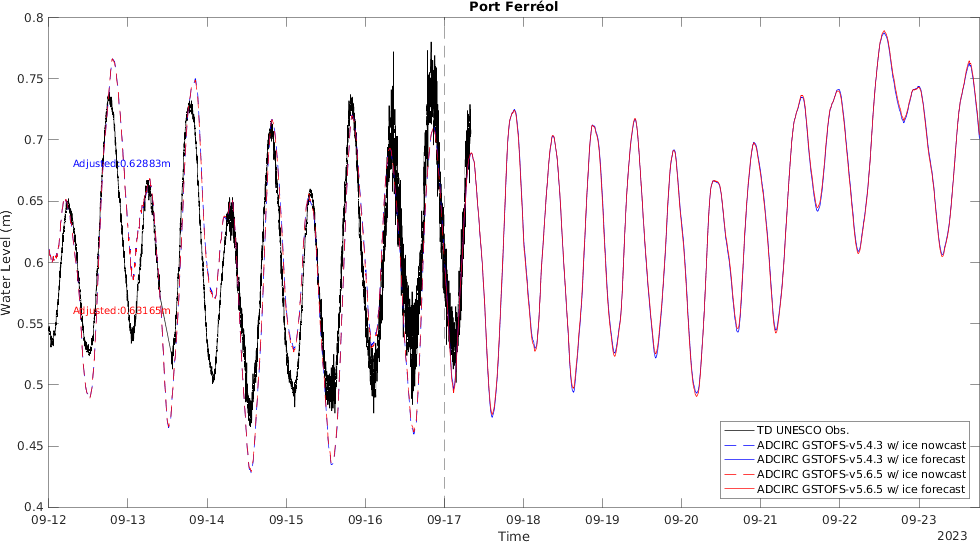 Port Ferréol
0.8
0.75
0.7
0.65
0.6
0.55
0.5
0.45
0.4
Water Level (m)
Adjusted:0.62883m
Adjusted:0.63165m
TD UNESCO Obs.
ADCIRC GSTOFS-v5.4.3 w/ ice nowcast
ADCIRC GSTOFS-v5.4.3 w/ ice forecast
ADCIRC GSTOFS-v5.6.5 w/ ice nowcast
ADCIRC GSTOFS-v5.6.5 w/ ice forecast
09-12 09-13 09-14 09-15 09-16 09-17 09-18 09-19 09-20 09-21 09-22 09-23
Time
2023